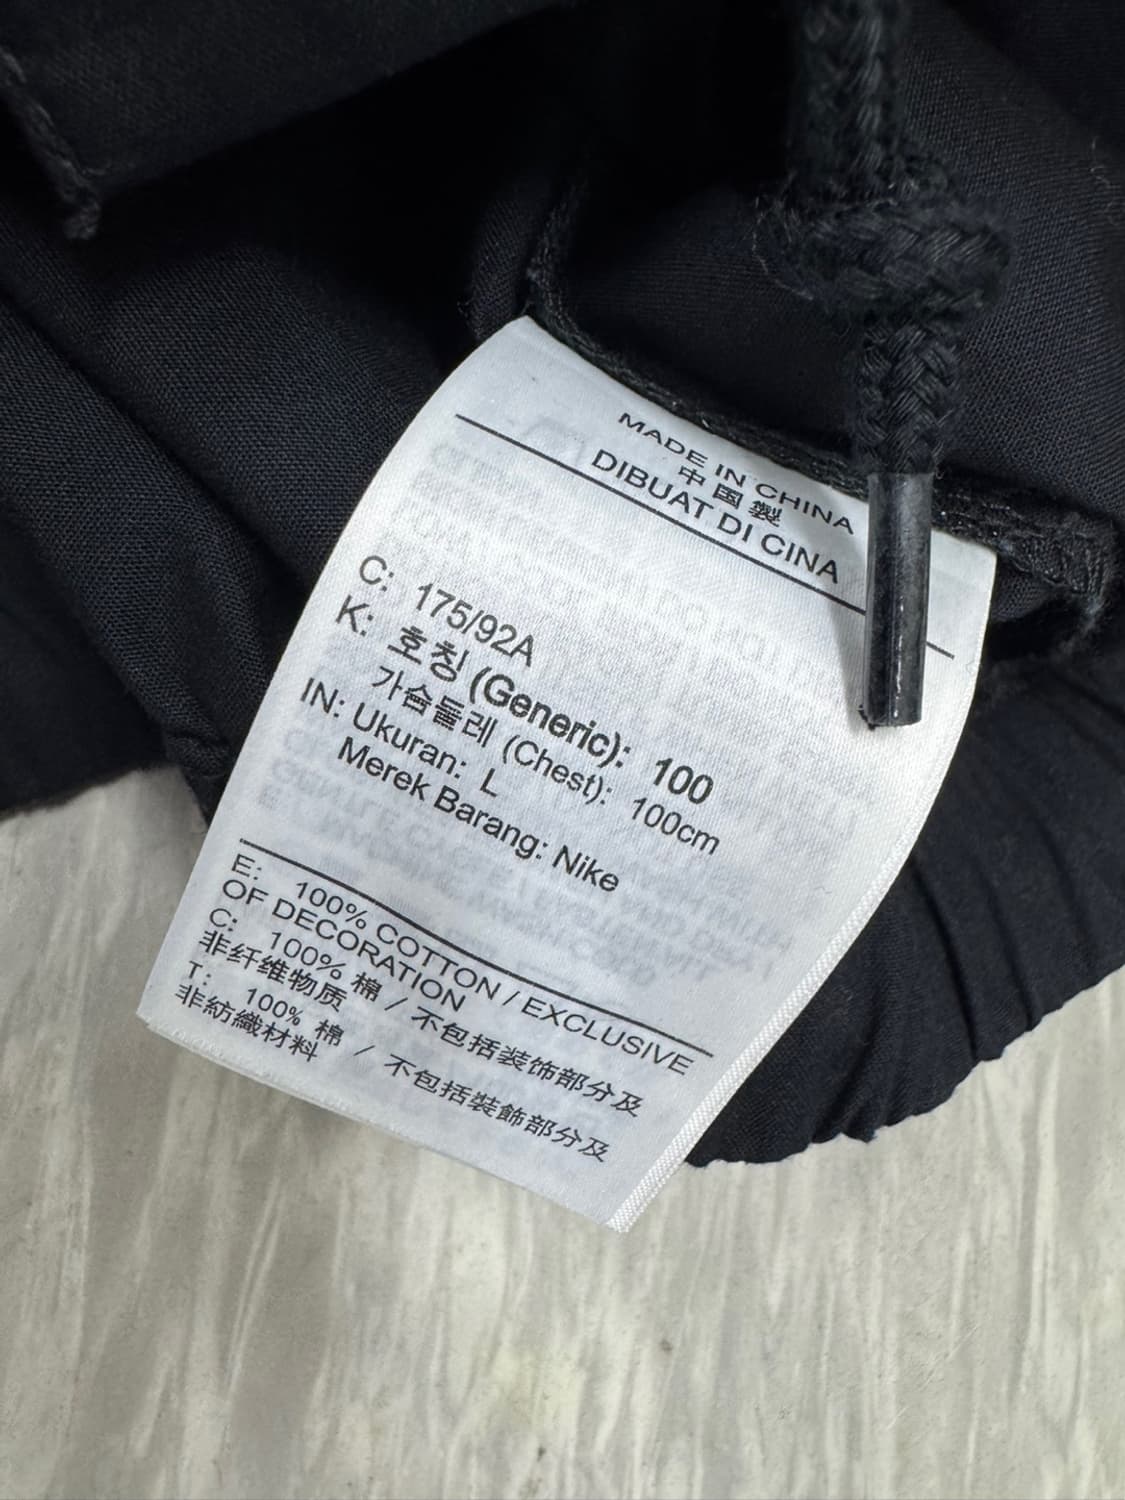 MADE IN CHINA
中国製
DIBUAT DI CINA
C: 175/92A
K: 호칭 (Generic): 100
가슴둘레 (Chest): 100cm
IN: Ukuran: L
Merek Barang: Nike
E: 100% COTTON / EXCLUSIVE
OF DECORATION
C: 100% 棉 / 不包括装饰部分及
非纤维物质
T: 100% 棉 / 不包括裝飾部分及
非紡織材料